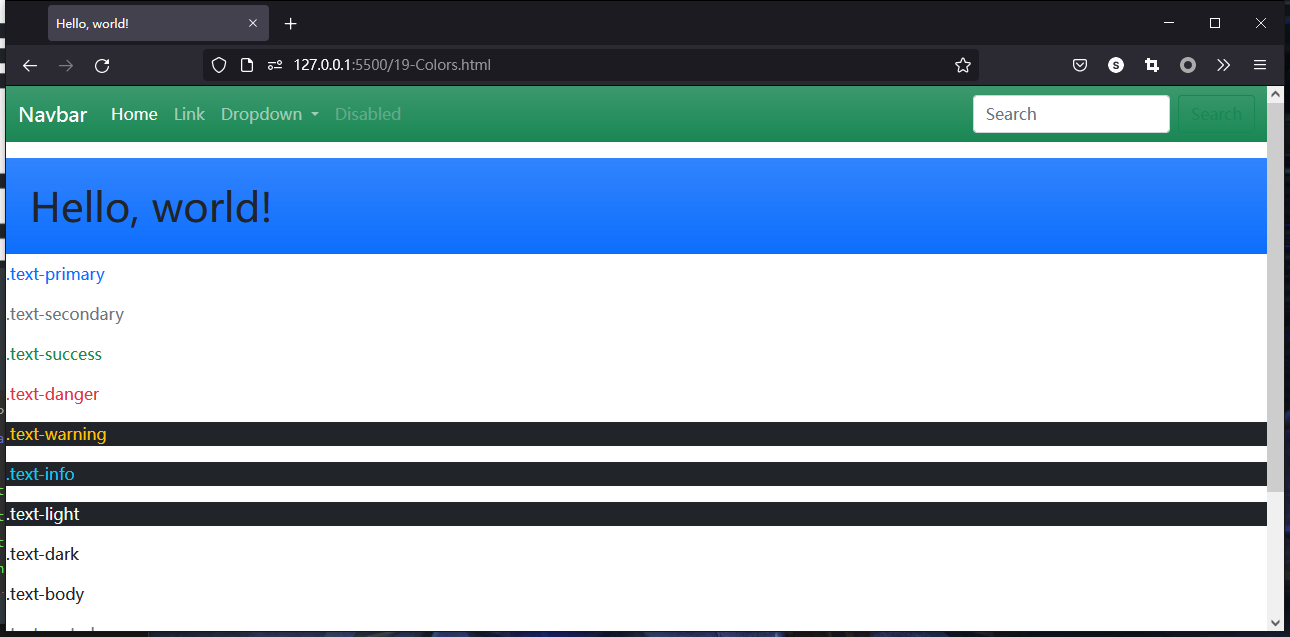 Hello, world!
127.0.0.1:5500/19-Colors.html
Navbar Home Link Dropdown Disabled Search Search
Hello, world!
.text-primary
.text-secondary
.text-success
.text-danger
.text-warning
.text-info
.text-light
.text-dark
.text-body